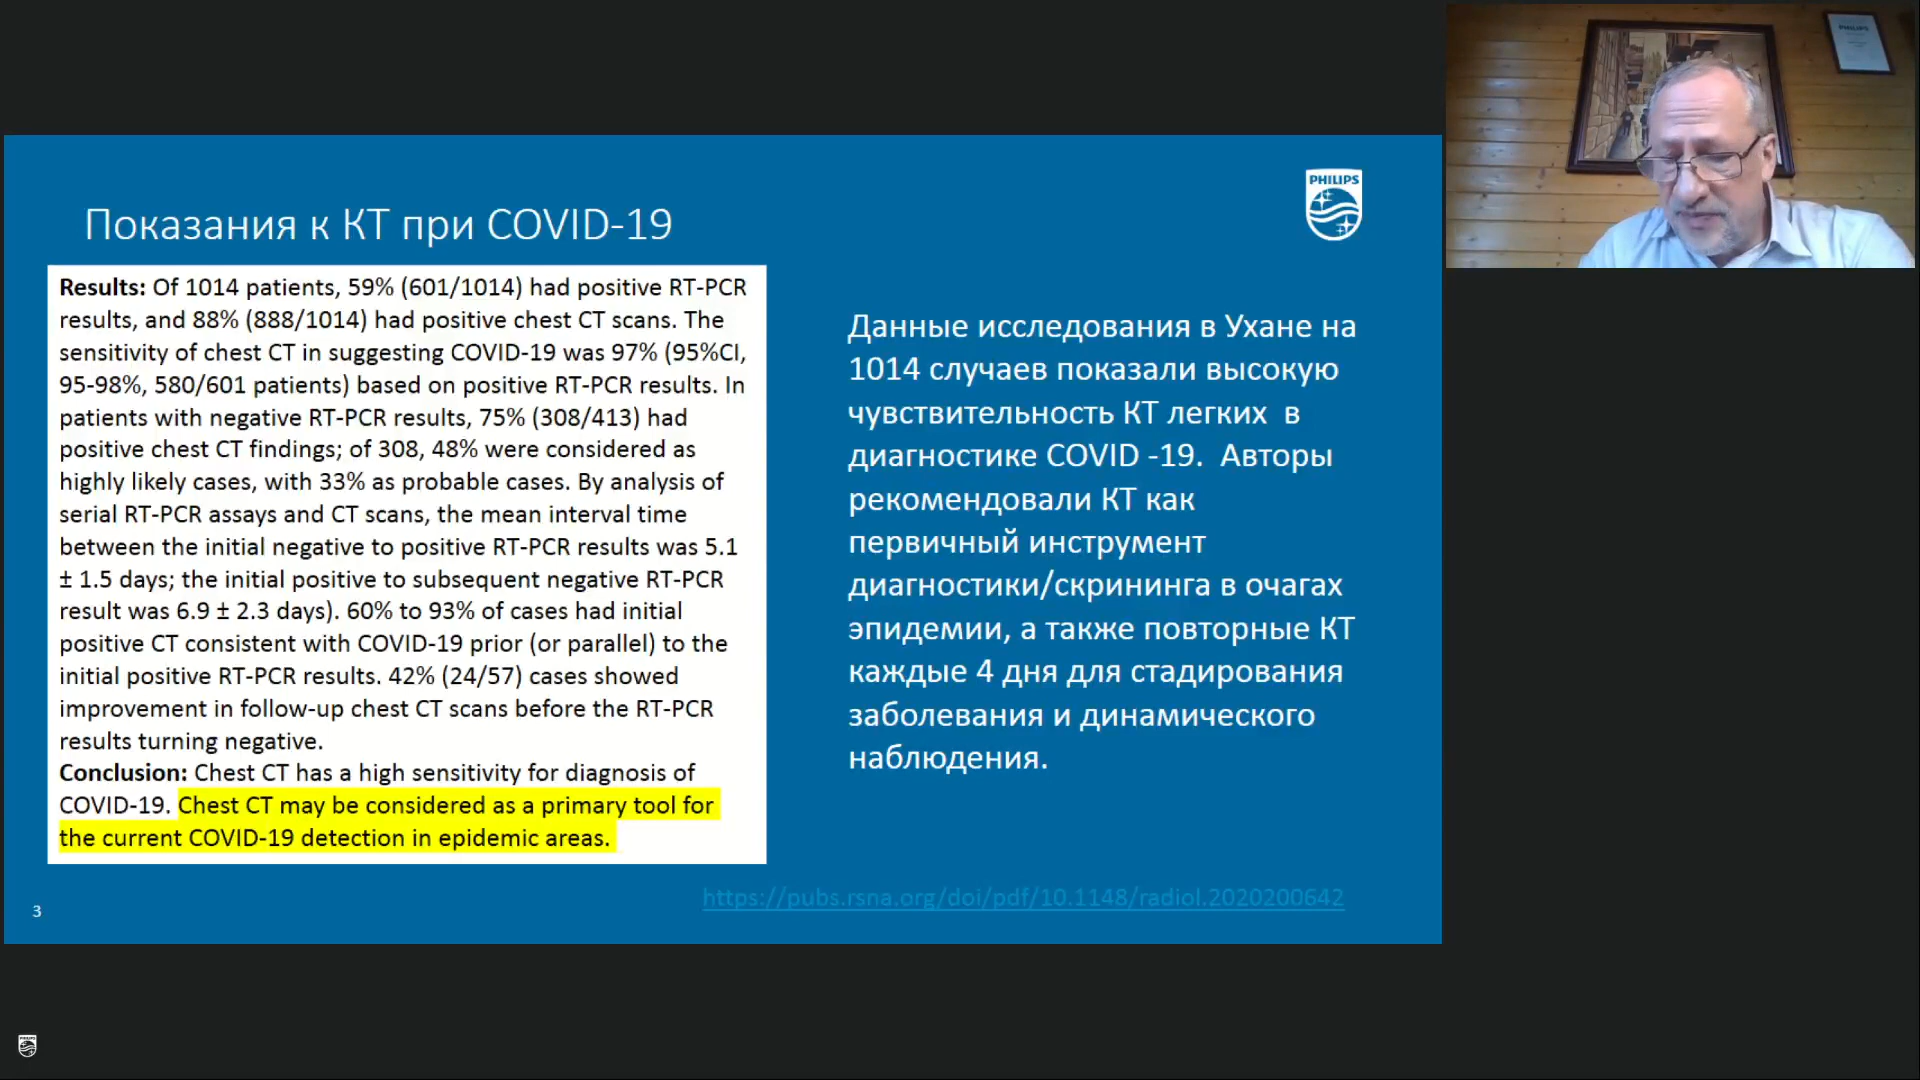 Показания к КТ при COVID-19
PHILIPS
Results: Of 1014 patients, 59% (601/1014) had positive RT-PCR
results, and 88% (888/1014) had positive chest CT scans. The
sensitivity of chest CT in suggesting COVID-19 was 97% (95%CI,
95-98%, 580/601 patients) based on positive RT-PCR results. In
patients with negative RT-PCR results, 75% (308/413) had
positive chest CT findings; of 308, 48% were considered as
highly likely cases, with 33% as probable cases. By analysis of
serial RT-PCR assays and CT scans, the mean interval time
between the initial negative to positive RT-PCR results was 5.1
± 1.5 days; the initial positive to subsequent negative RT-PCR
result was 6.9 ± 2.3 days). 60% to 93% of cases had initial
positive CT consistent with COVID-19 prior (or parallel) to the
initial positive RT-PCR results. 42% (24/57) cases showed
improvement in follow-up chest CT scans before the RT-PCR
results turning negative.
Conclusion: Chest CT has a high sensitivity for diagnosis of
COVID-19. Chest CT may be considered as a primary tool for
the current COVID-19 detection in epidemic areas.
Данные исследования в Ухане на
1014 случаев показали высокую
чувствительность КТ легких в
диагностике COVID -19. Авторы
рекомендовали КТ как
первичный инструмент
диагностики/скрининга в очагах
эпидемии, а также повторные КТ
каждые 4 дня для стадирования
заболевания и динамического
наблюдения.
https://pubs.rsna.org/doi/pdf/10.1148/radiol.2020200642
3
PHILIPS
PHILIPS